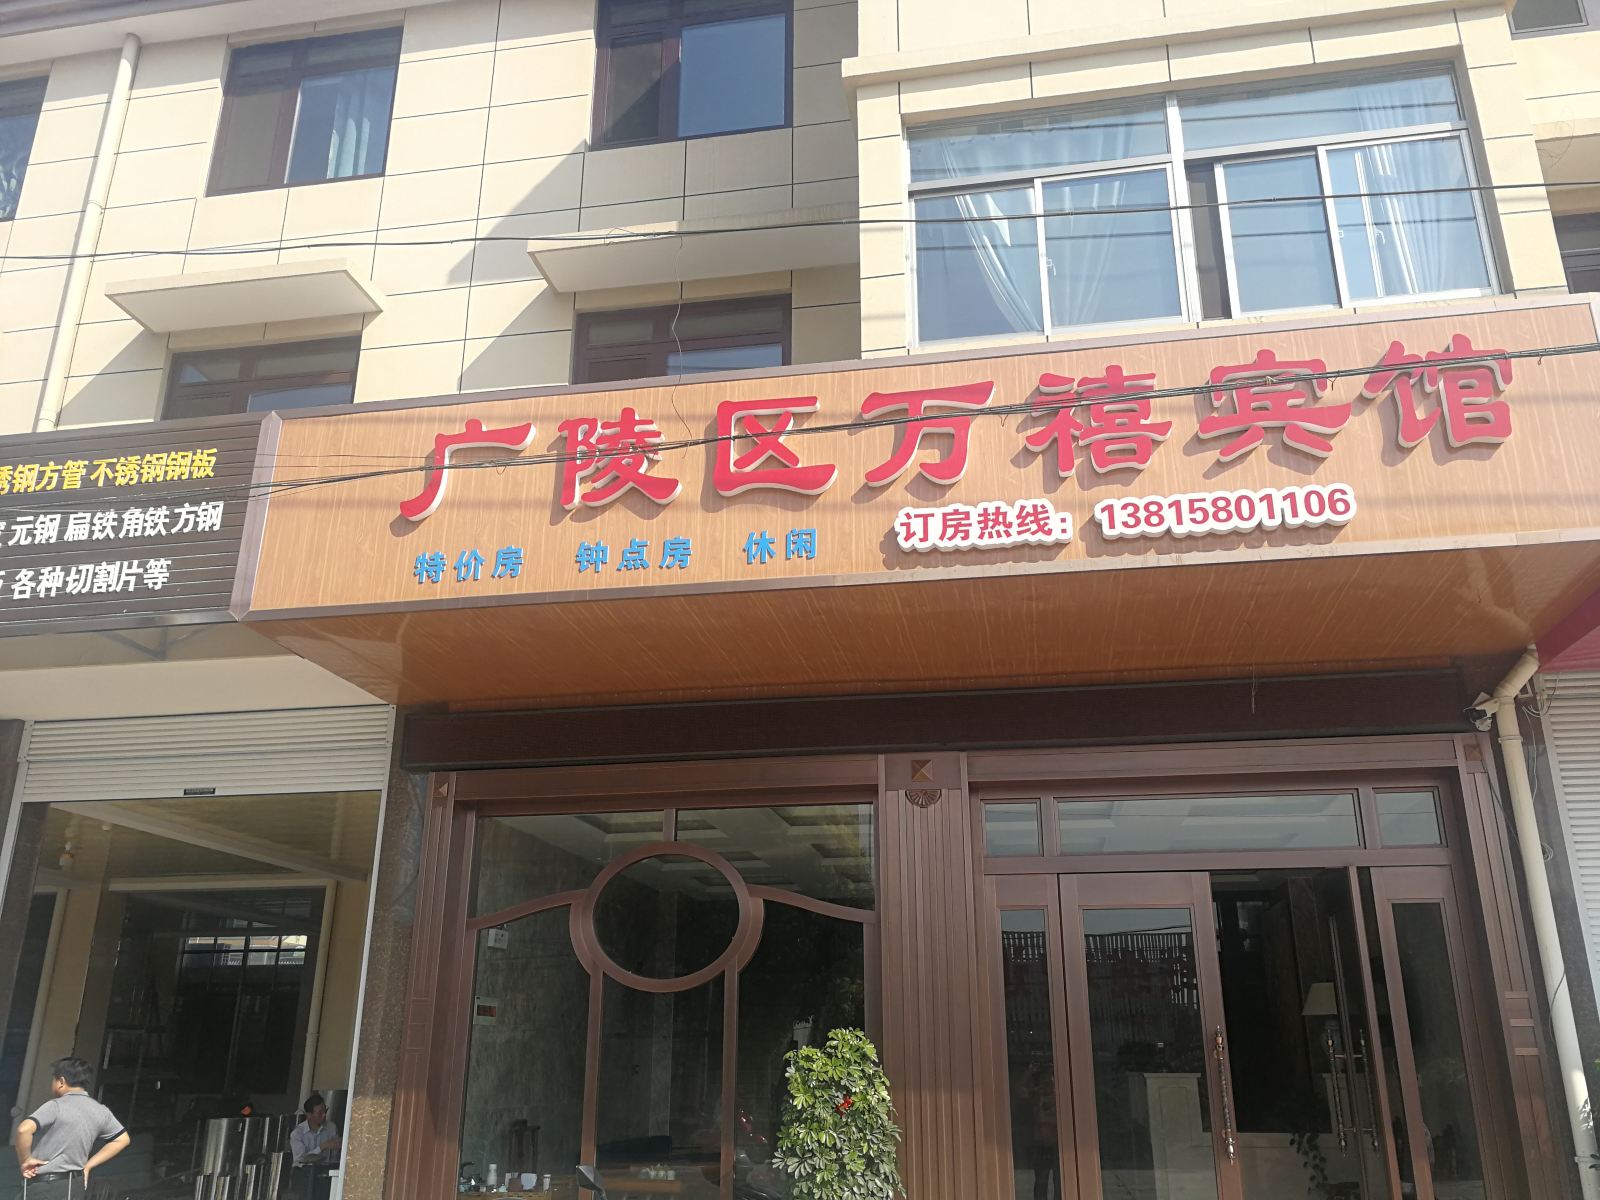 广陵区万禧宾馆
特价房 钟点房 休闲
订房热线：13815801106
锈钢方管 不锈钢钢板
元钢 扁铁 角铁 方钢
各种切割片等